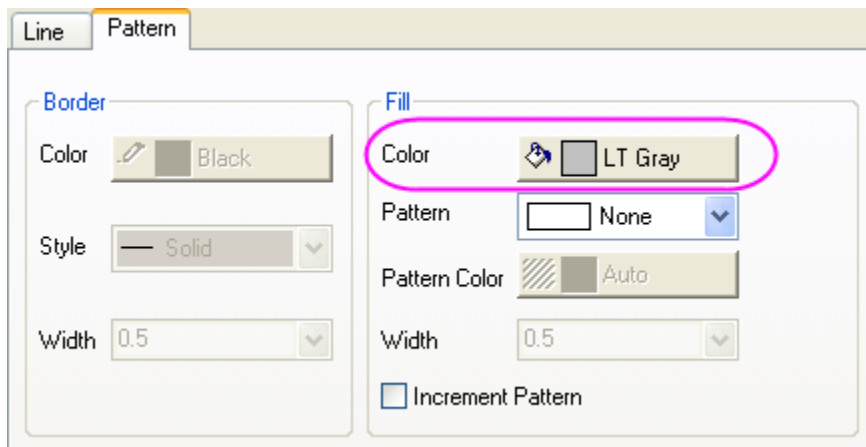 Line Pattern
Border
Color Black
Style Solid
Width 0.5
Fill
Color LT Gray
Pattern None
Pattern Color Auto
Width 0.5
Increment Pattern